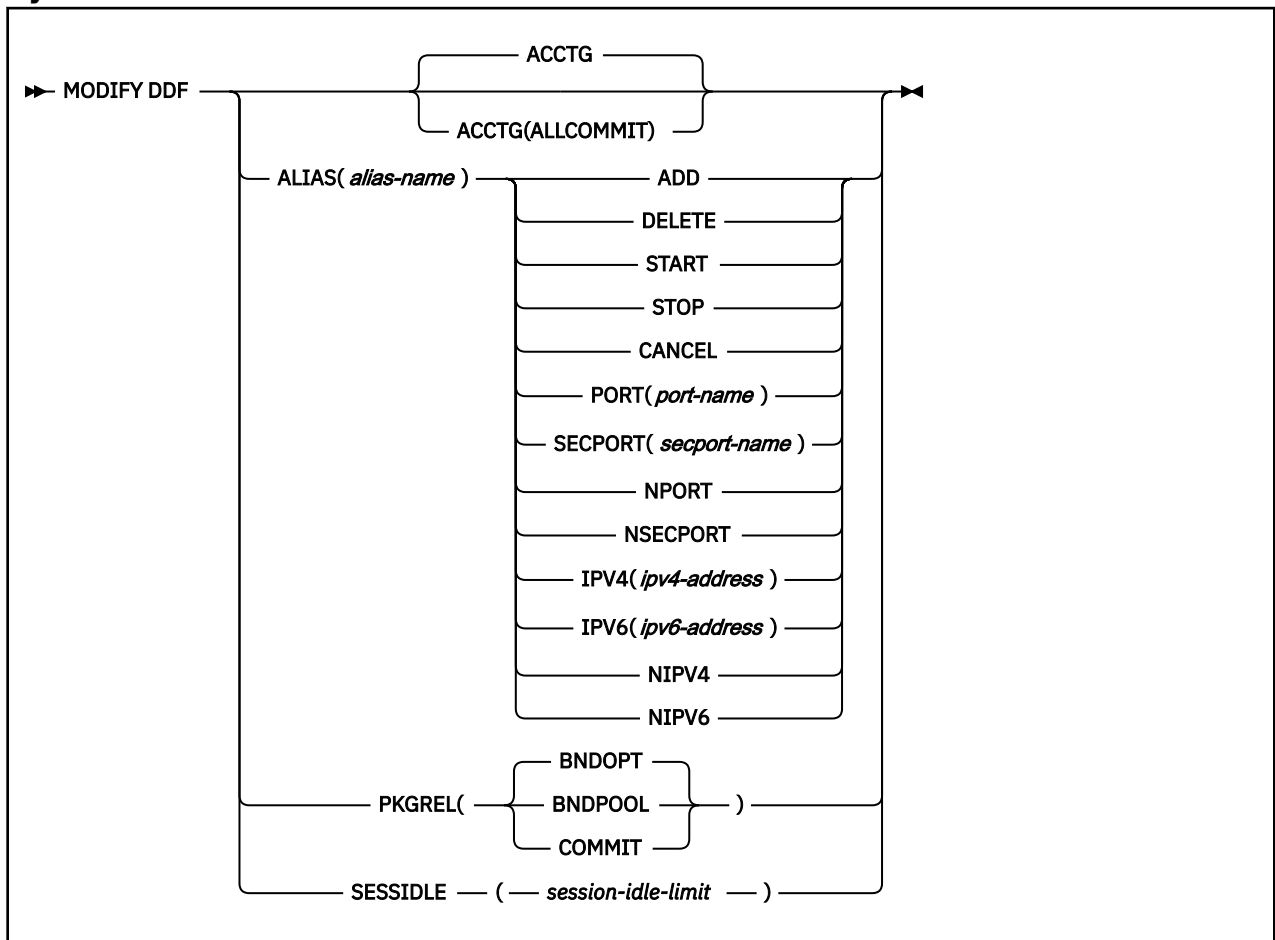 ACCTG
MODIFY DDF
ACCTG(ALLCOMMIT)
ALIAS( alias-name ) ADD
DELETE
START
STOP
CANCEL
PORT( port-name )
SECPORT( secport-name )
NPORT
NSECPORT
IPV4( ipv4-address )
IPV6( ipv6-address )
NIPV4
NIPV6
BNDOPT
PKGREL( BNDPOOL )
COMMIT
SESSIDLE ( session-idle-limit )